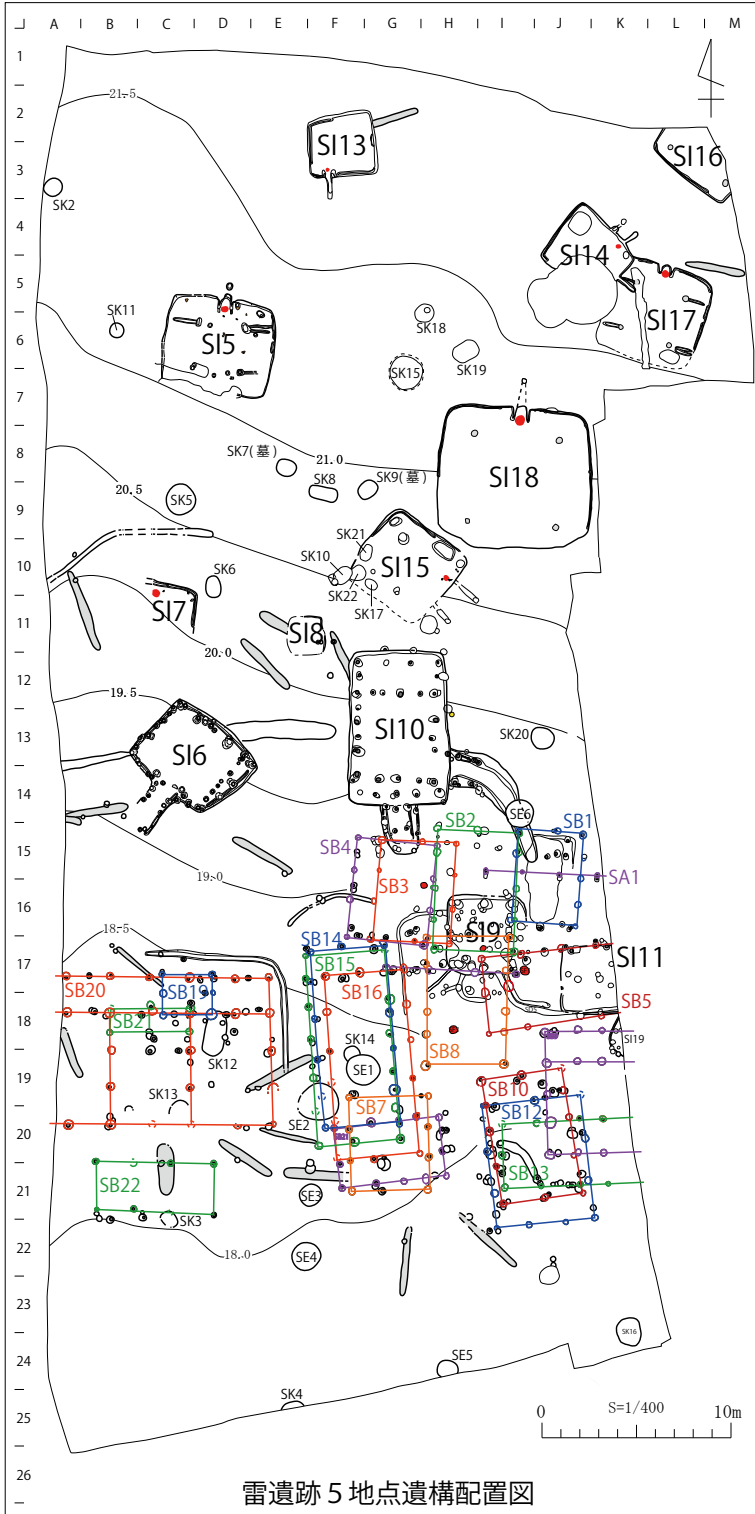 A B C D E F G H I J K L M
1
2
3
4
5
6
7
8
9
10
11
12
13
14
15
16
17
18
19
20
21
22
23
24
25
26
21.5
SI13
SI16
SK2
SI14
SI17
SK11
SI5
SK18
SK19
SK15
SK7(墓)
21.0
SK8
SK9(墓)
SI18
20.5
SK5
SK21
SK10
SI15
SK22
SK17
SK6
SI7
SI8
20.0
19.5
SI6
SI10
SK20
SE6
SB2
SB1
SB4
SB3
SA1
19.0
SI9
18.5
SB14
SB15
SI11
SB20
SB19
SB16
SB5
SB2
SI19
SK12
SK14
SE1
SB8
SK13
SB10
SE2
SB7
SB12
SB13
SB22
SE3
SK3
18.0
SE4
SK16
SE5
SK4
S=1/400
0 10m
雷遺跡5地点遺構配置図